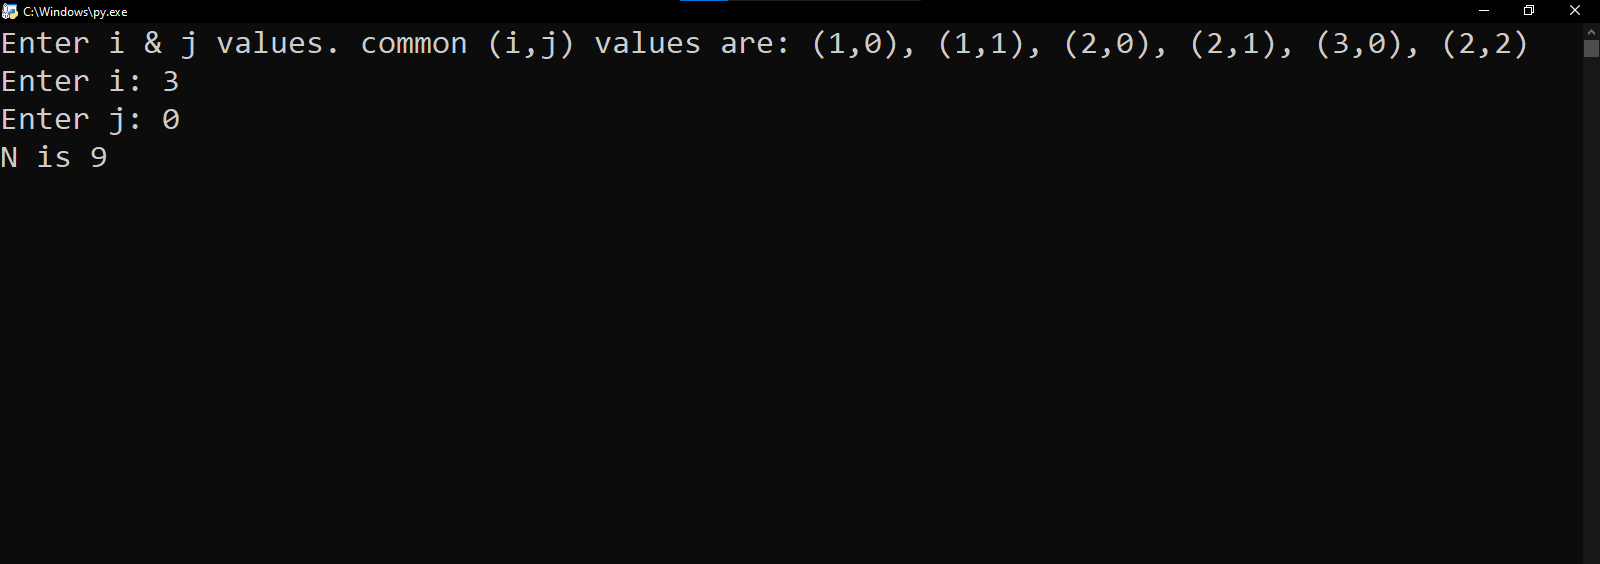 C:\Windows\py.exe
Enter i & j values. common (i,j) values are: (1,0), (1,1), (2,0), (2,1), (3,0), (2,2)
Enter i: 3
Enter j: 0
N is 9